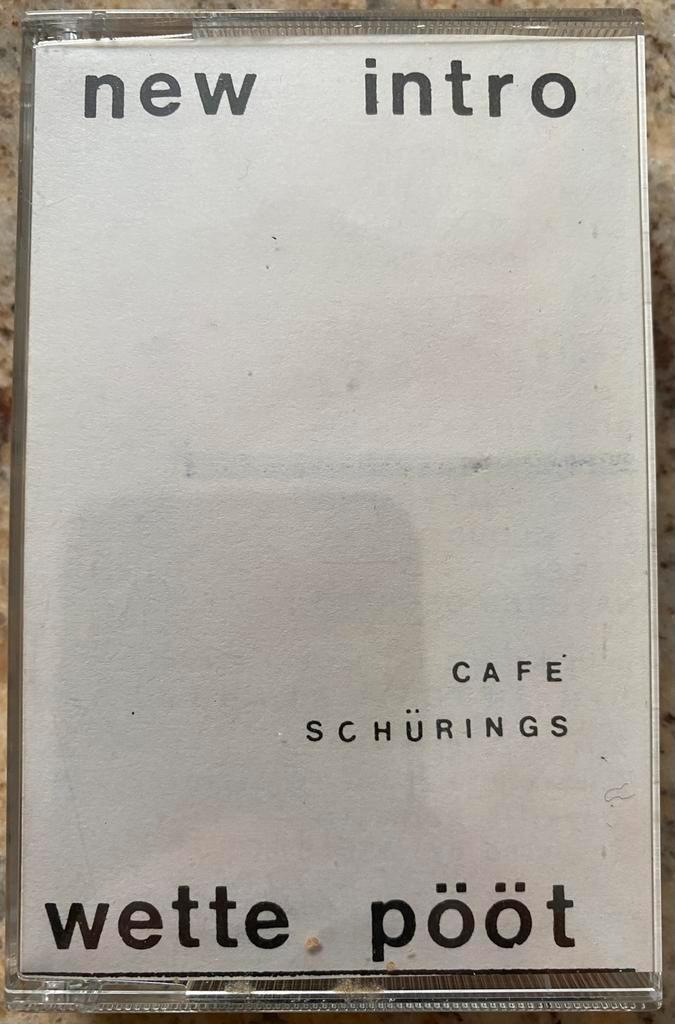 new intro
CAFE
SCHÜRINGS
wette pööt